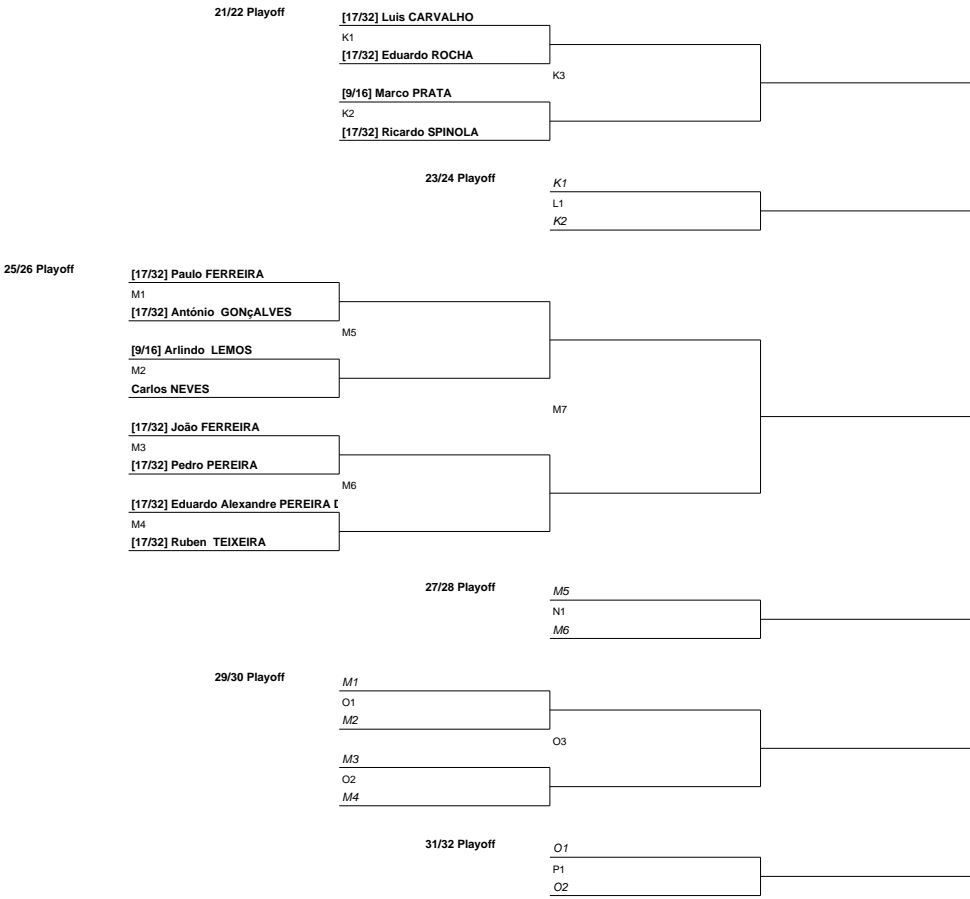 21/22 Playoff
[17/32] Luis CARVALHO
K1
[17/32] Eduardo ROCHA
K3
[9/16] Marco PRATA
K2
[17/32] Ricardo SPINOLA
23/24 Playoff
K1
L1
K2
25/26 Playoff
[17/32] Paulo FERREIRA
M1
[17/32] António GONçALVES
M5
[9/16] Arlindo LEMOS
M2
Carlos NEVES
M7
[17/32] João FERREIRA
M3
[17/32] Pedro PEREIRA
M6
[17/32] Eduardo Alexandre PEREIRA
M4
[17/32] Ruben TEIXEIRA
27/28 Playoff
M5
N1
M6
29/30 Playoff
M1
O1
M2
O3
M3
O2
M4
31/32 Playoff
O1
P1
O2